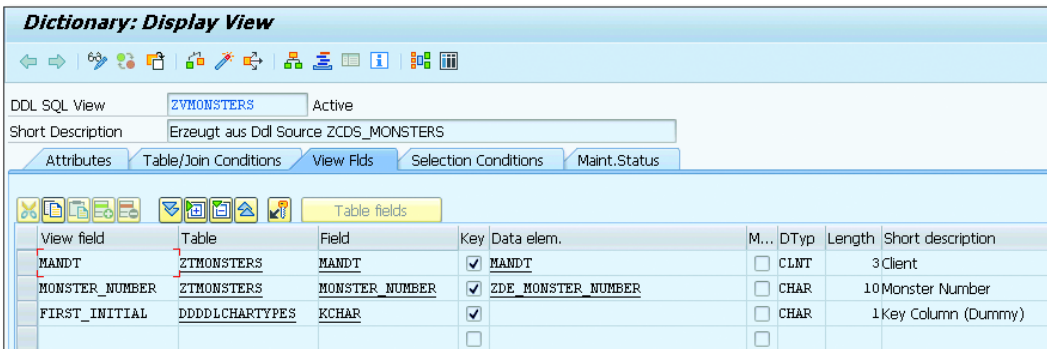 Dictionary: Display View
DDL SQL View ZVMONSTERS Active
Short Description Erzeugt aus Ddl Source ZCDS_MONSTERS
Attributes Table/Join Conditions View Flds Selection Conditions Maint.Status
Table fields
View field Table Field Key Data elem. M... DTyp Length Short description
MANDT ZTMONSTERS MANDT MANDT CLNT 3 Client
MONSTER_NUMBER ZTMONSTERS MONSTER_NUMBER ZDE_MONSTER_NUMBER CHAR 10 Monster Number
FIRST_INITIAL DDDDLCHARTYPES KCHAR CHAR 1 Key Column (Dummy)